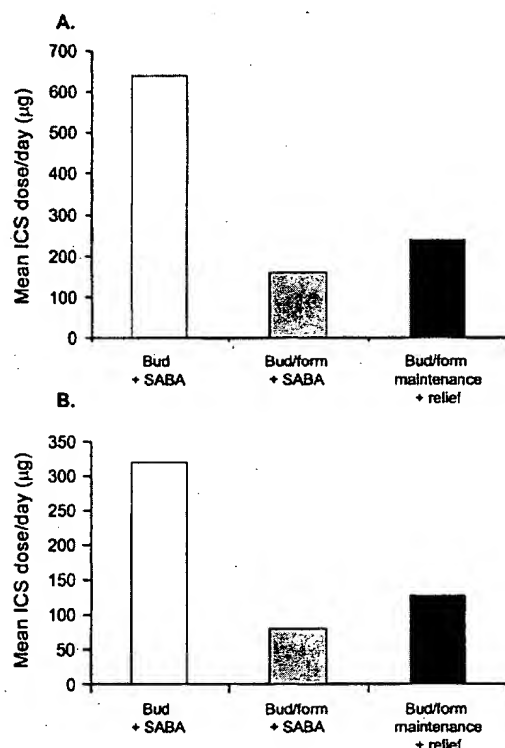 A.
Mean ICS dose/day (µg)
700
600
500
400
300
200
100
0
Bud
+ SABA
Bud/form
+ SABA
Bud/form
maintenance
+ relief
B.
Mean ICS dose/day (µg)
350
300
250
200
150
100
50
0
Bud
+ SABA
Bud/form
+ SABA
Bud/form
maintenance
+ relief